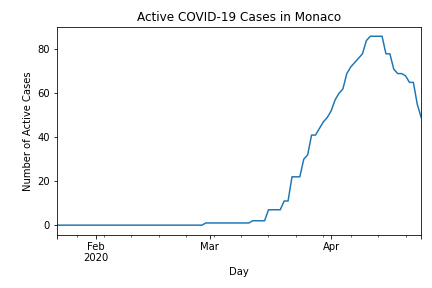 Active COVID-19 Cases in Monaco
Number of Active Cases
80
60
40
20
0
Feb
2020
Mar
Apr
Day